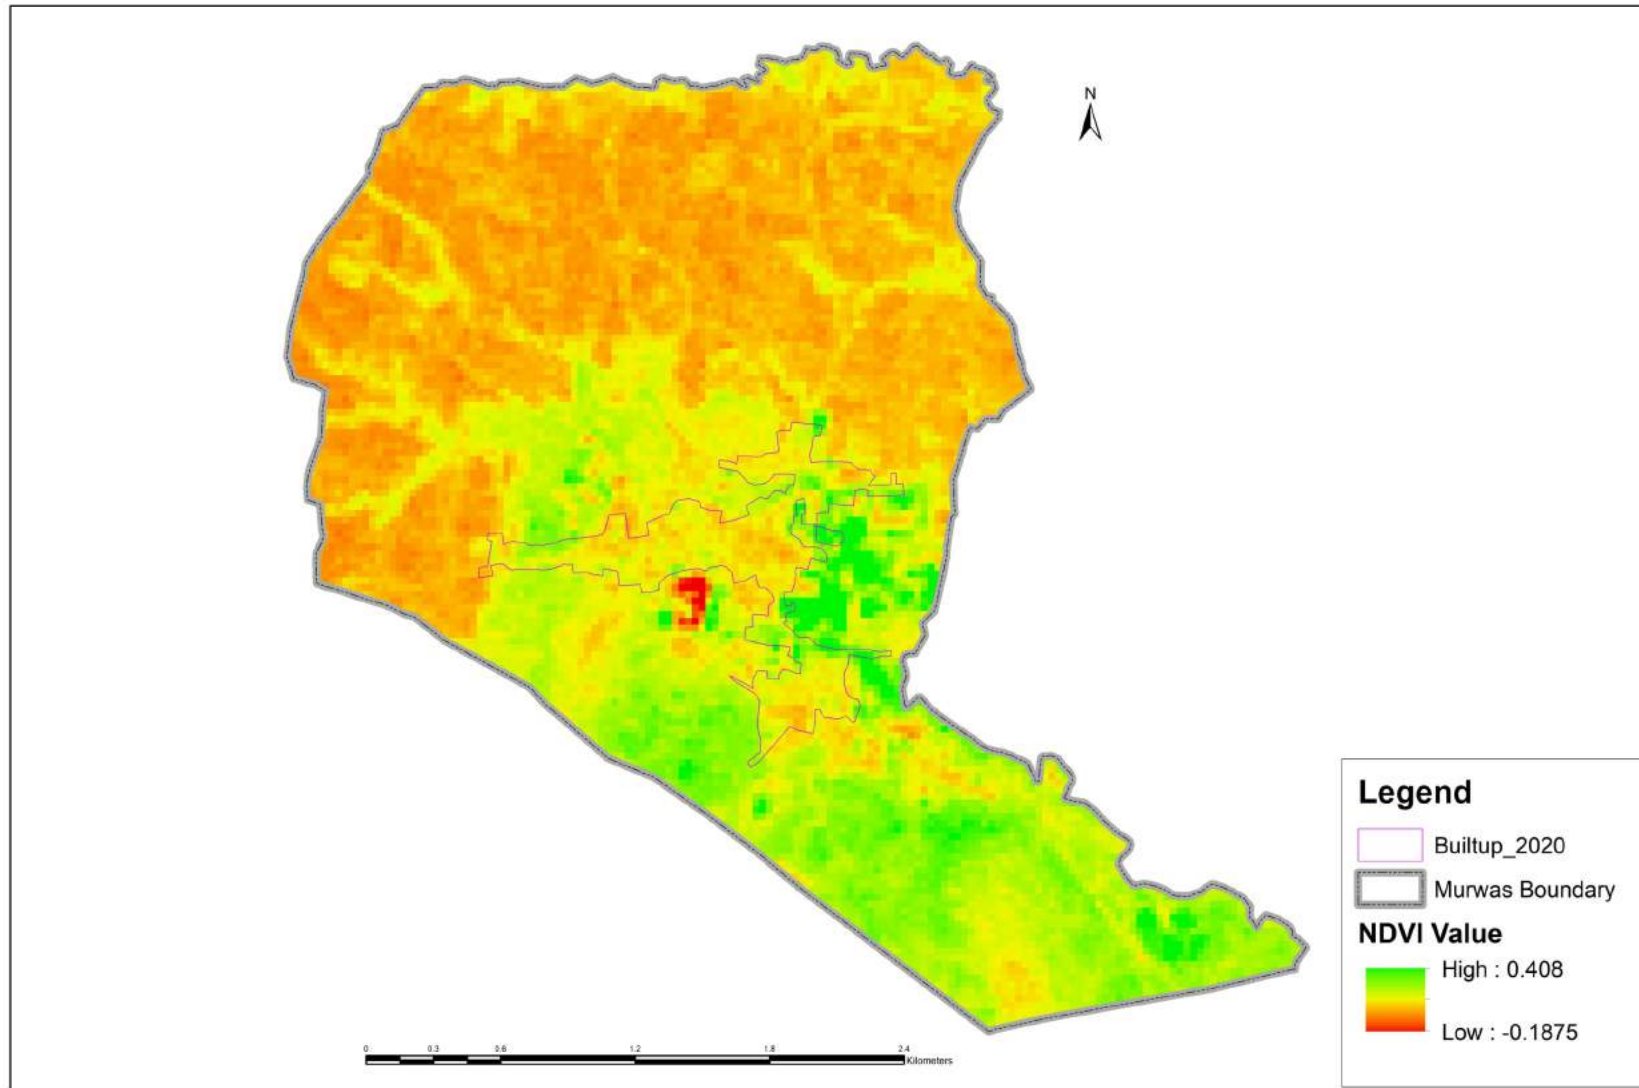 N
Legend
Builtup_2020
Murwas Boundary
NDVI Value
High : 0.408
Low : -0.1875
0 0.3 0.6 1.2 1.8 2.4
Kilometers